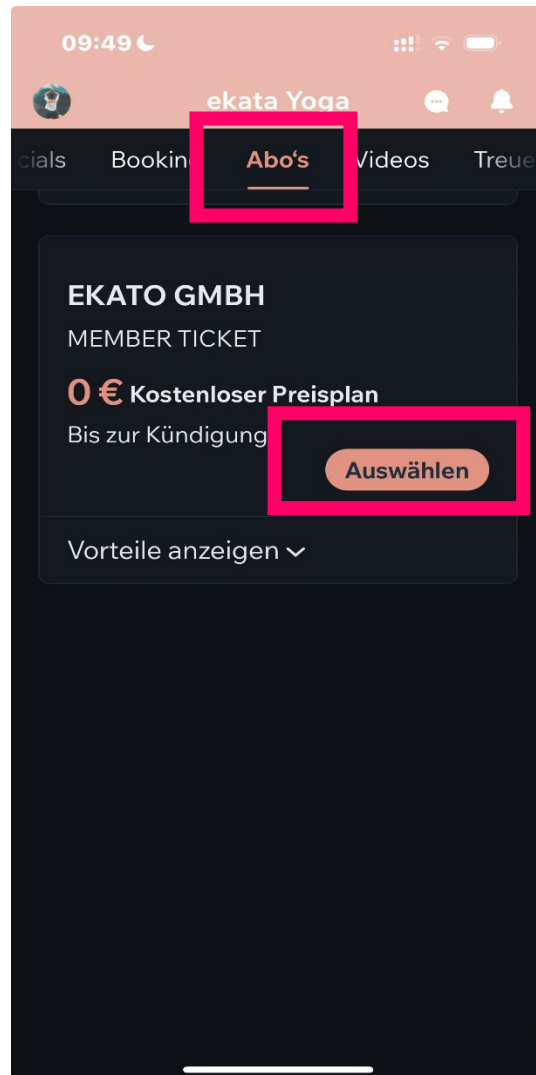 09:49
ekata Yoga
cials Bookin Abo‘s Videos Treue
EKATO GMBH
MEMBER TICKET
0 € Kostenloser Preisplan
Bis zur Kündigung
Auswählen
Vorteile anzeigen